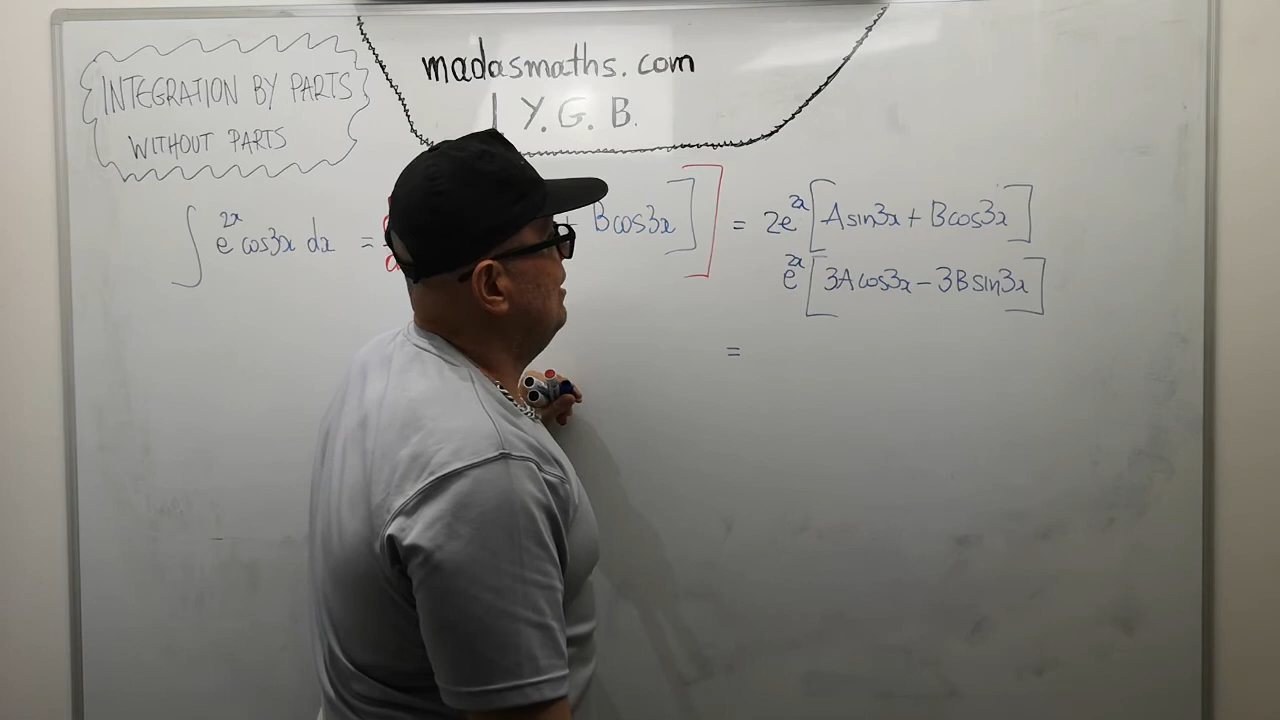 madasmaths.com
Y.G.B.
INTEGRATION BY PARTS
WITHOUT PARTS
∫ e^{2x} cos3x dx = + Bcos3x ] ] = 2e^{2x} [ Asin3x + Bcos3x ]
e^{2x} [ 3Acos3x − 3Bsin3x ]
=